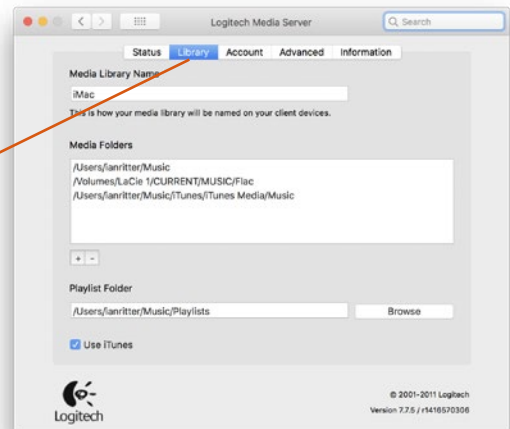 Logitech Media Server
Search
Status Library Account Advanced Information
Media Library Name
iMac
This is how your media library will be named on your client devices.
Media Folders
/Users/ianritter/Music
/Volumes/LaCie 1/CURRENT/MUSIC/Flac
/Users/ianritter/Music/iTunes/iTunes Media/Music
+ -
Playlist Folder
/Users/ianritter/Music/Playlists Browse
Use iTunes
Logitech
© 2001-2011 Logitech
Version 7.7.5 / r1416570306